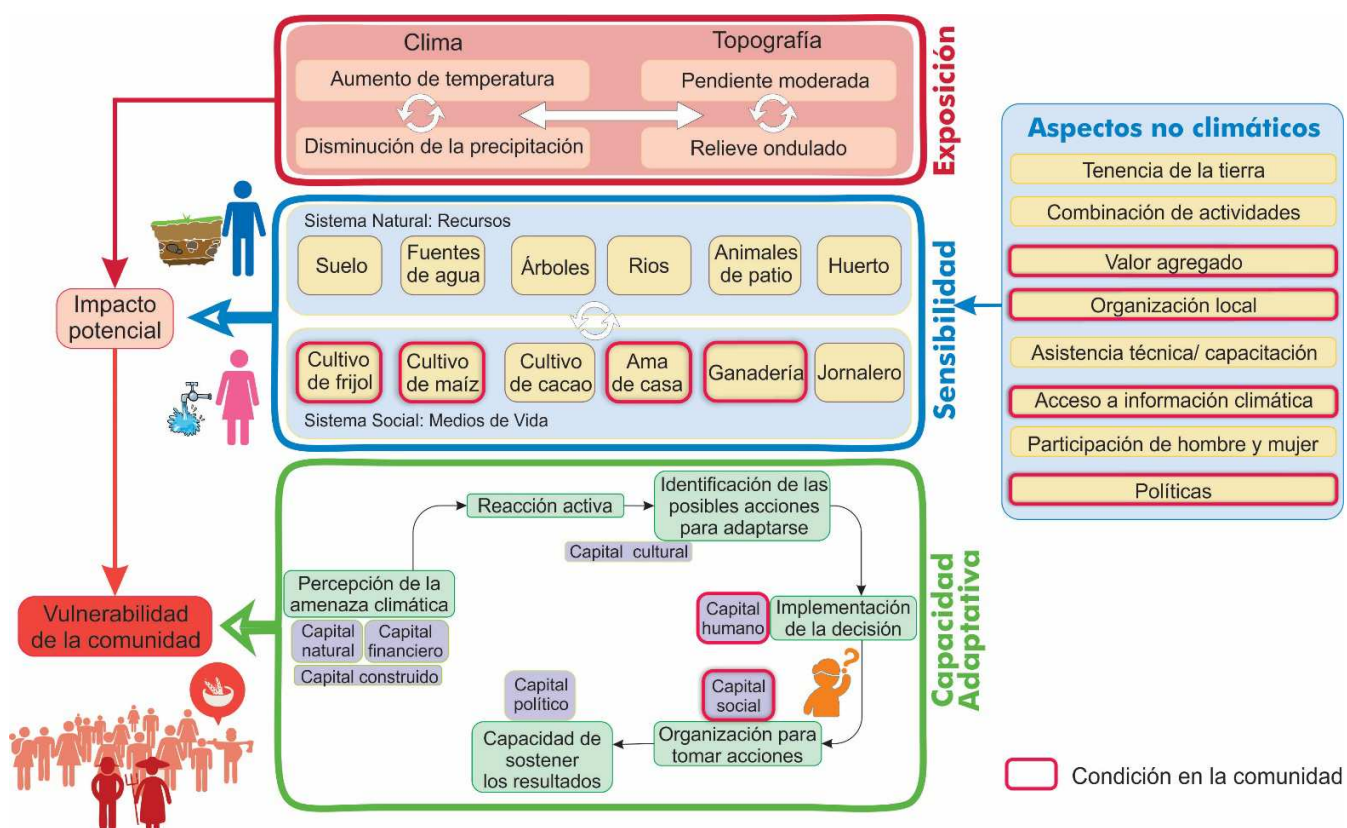 Clima
Topografía
Aumento de temperatura
Pendiente moderada
Disminución de la precipitación
Relieve ondulado
Exposición
Aspectos no climáticos
Tenencia de la tierra
Combinación de actividades
Valor agregado
Organización local
Asistencia técnica/ capacitación
Acceso a información climática
Participación de hombre y mujer
Políticas
Sistema Natural: Recursos
Suelo
Fuentes
de agua
Árboles
Rios
Animales
de patio
Huerto
Impacto
potencial
Cultivo
de frijol
Cultivo
de maíz
Cultivo
de cacao
Ama
de casa
Ganadería
Jornalero
Sistema Social: Medios de Vida
Sensibilidad
Reacción activa
Identificación de las
posibles acciones
para adaptarse
Capital cultural
Percepción de la
amenaza climática
Capital
natural
Capital
financiero
Capital construido
Capital
humano
Implementación
de la decisión
Capital
político
Capital
social
Capacidad de
sostener
los resultados
Organización para
tomar acciones
Capacidad
Adaptativa
Vulnerabilidad
de la comunidad
Condición en la comunidad